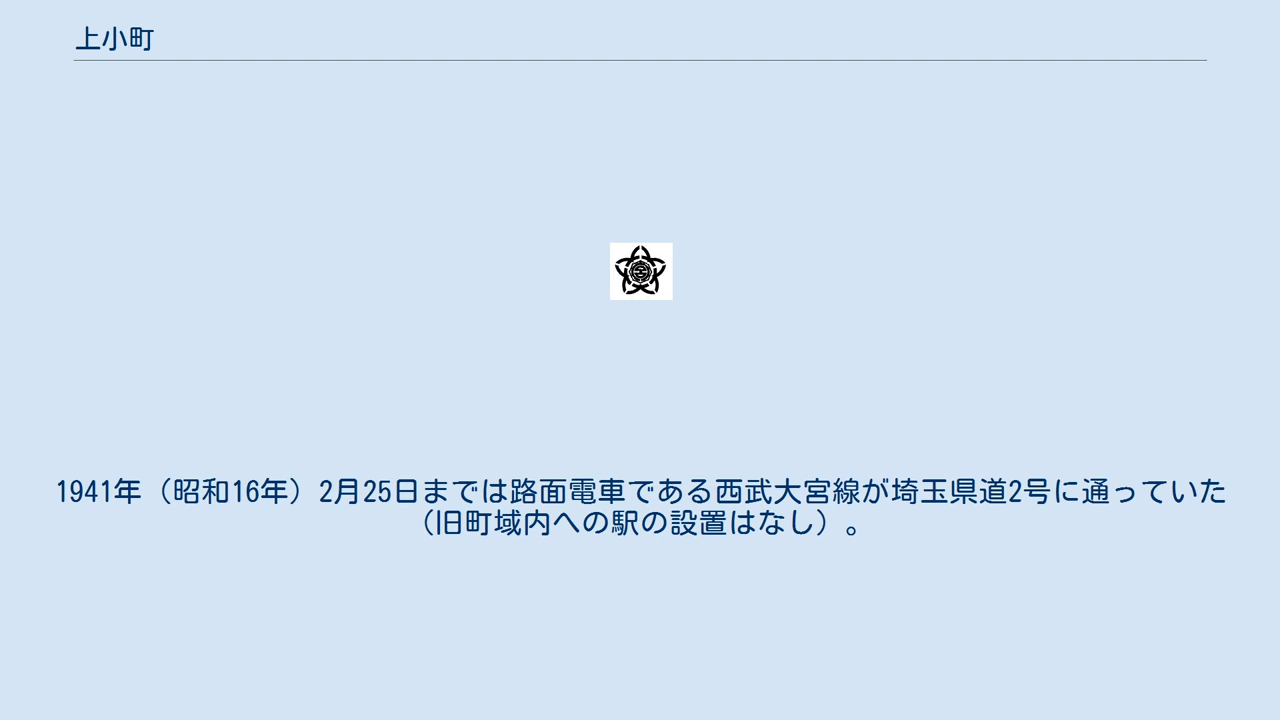 上小町
1941年（昭和16年）2月25日までは路面電車である西武大宮線が埼玉県道2号に通っていた
（旧町域内への駅の設置はなし）。